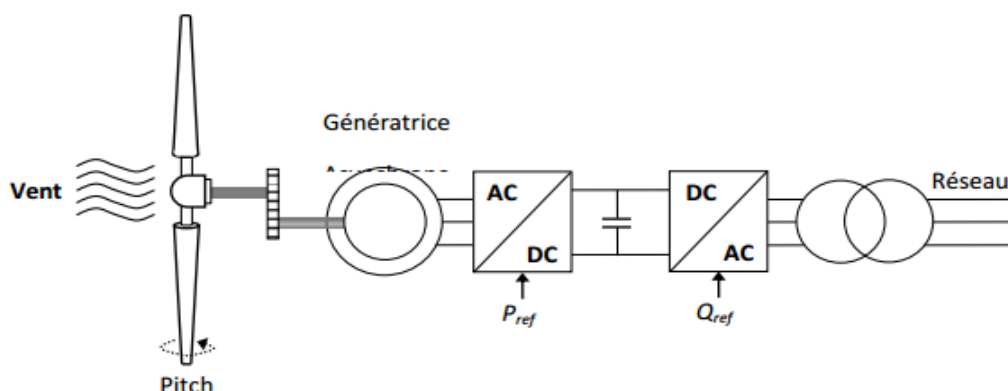 Génératrice
Vent
Réseau
AC
DC
DC
AC
Pref
Qref
Pitch